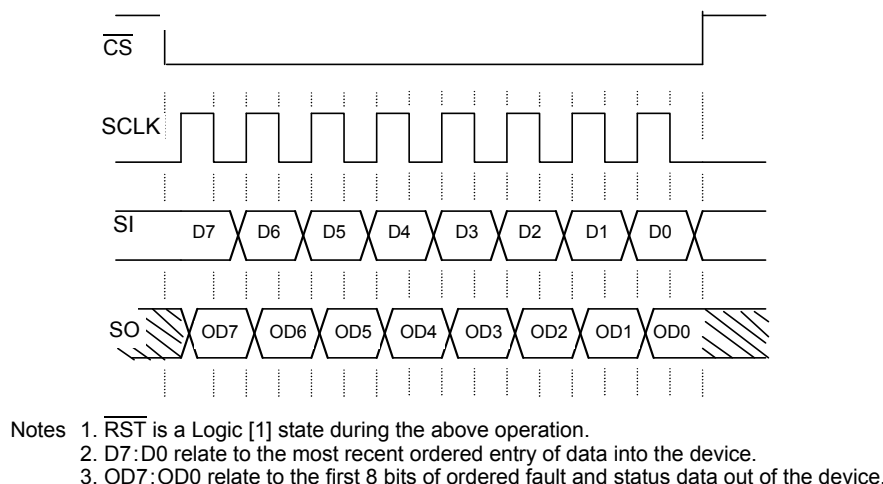 CS
SCLK
SI D7 D6 D5 D4 D3 D2 D1 D0
SO OD7 OD6 OD5 OD4 OD3 OD2 OD1 OD0
Notes 1. RST is a Logic [1] state during the above operation.
2. D7:D0 relate to the most recent ordered entry of data into the device.
3. OD7:OD0 relate to the first 8 bits of ordered fault and status data out of the device.